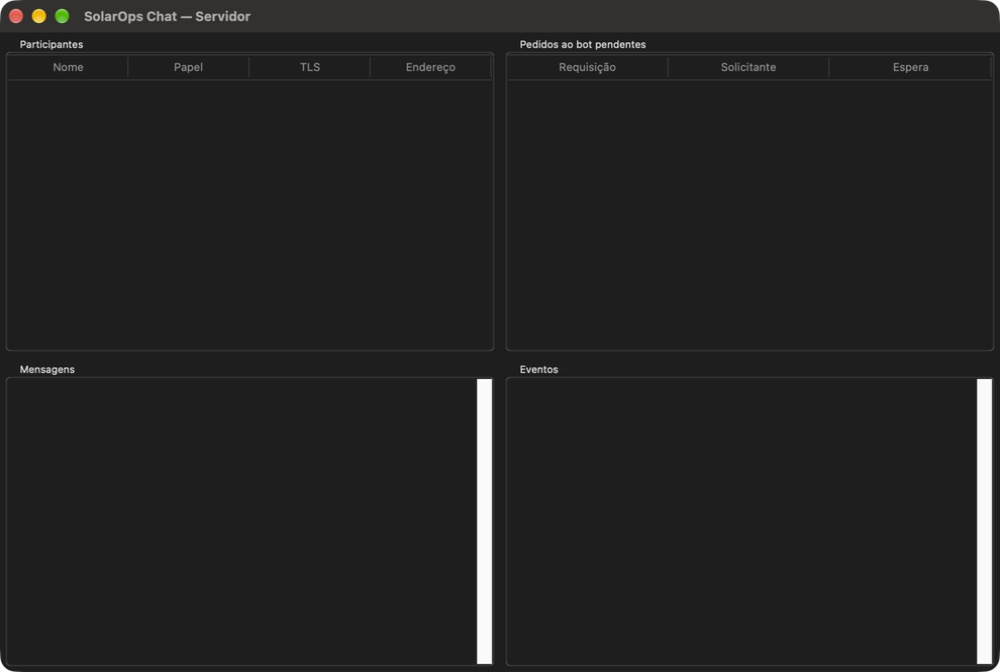 SolarOps Chat — Servidor
Participantes
Nome Papel TLS Endereço
Pedidos ao bot pendentes
Requisição Solicitante Espera
Mensagens
Eventos